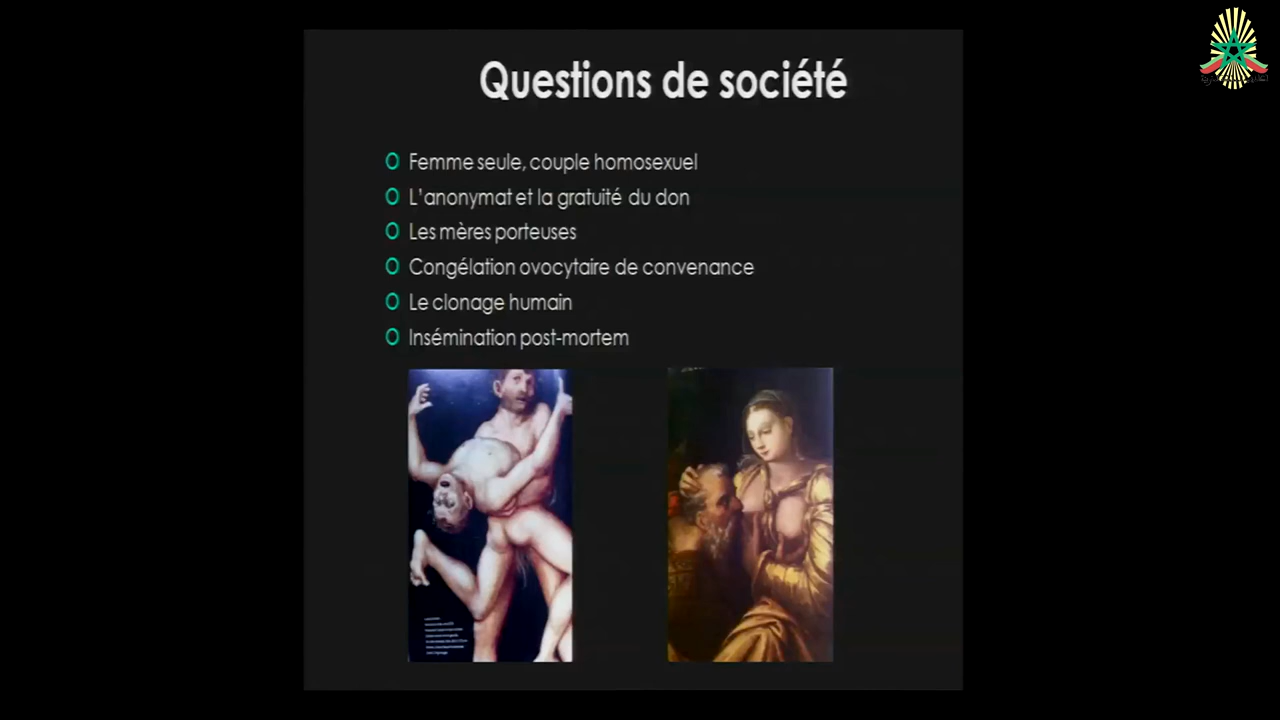 Questions de société
Femme seule, couple homosexuel
L'anonymat et la gratuité du don
Les mères porteuses
Congélation ovocytaire de convenance
Le clonage humain
Insémination post-mortem